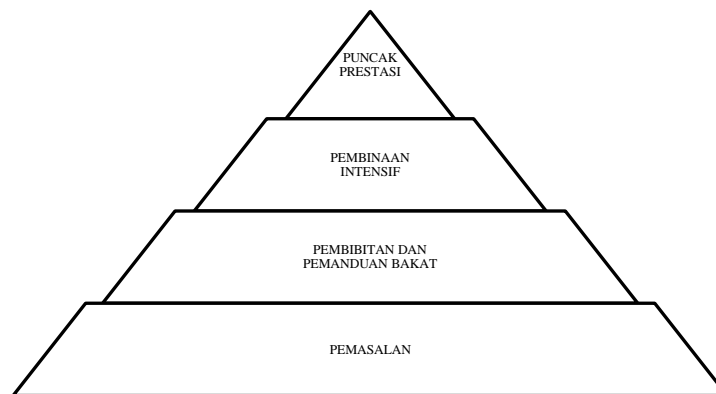 PUNCAK
PRESTASI
PEMBINAAN
INTENSIF
PEMBIBITAN DAN
PEMANDUAN BAKAT
PEMASALAN